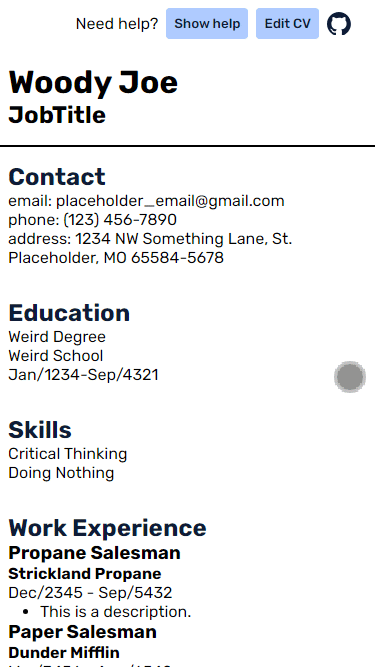 Need help? Show help Edit CV
Woody Joe
JobTitle
Contact
email: placeholder_email@gmail.com
phone: (123) 456-7890
address: 1234 NW Something Lane, St.
Placeholder, MO 65584-5678
Education
Weird Degree
Weird School
Jan/1234-Sep/4321
Skills
Critical Thinking
Doing Nothing
Work Experience
Propane Salesman
Strickland Propane
Dec/2345 - Sep/5432
• This is a description.
Paper Salesman
Dunder Mifflin